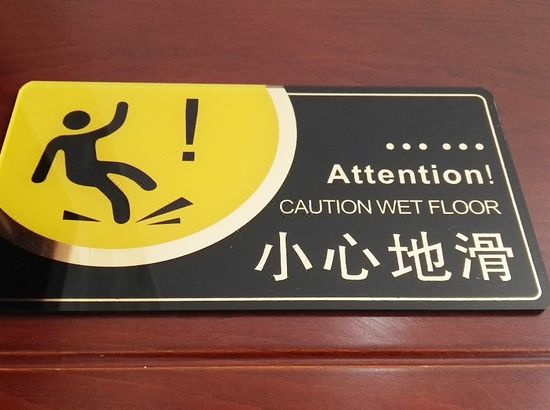 !
... ...
Attention!
CAUTION WET FLOOR
小心地滑